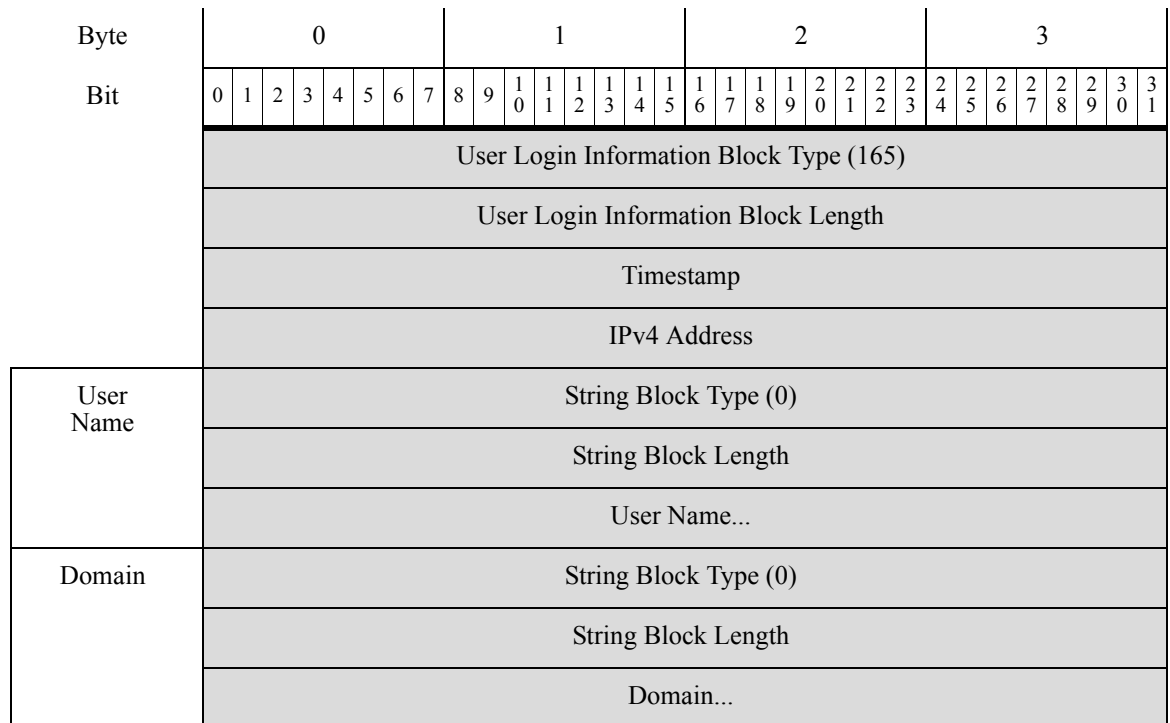 Byte 0 1 2 3
Bit 0 1 2 3 4 5 6 7 8 9 10 11 12 13 14 15 16 17 18 19 20 21 22 23 24 25 26 27 28 29 30 31
User Login Information Block Type (165)
User Login Information Block Length
Timestamp
IPv4 Address
User
Name
String Block Type (0)
String Block Length
User Name...
Domain
String Block Type (0)
String Block Length
Domain...